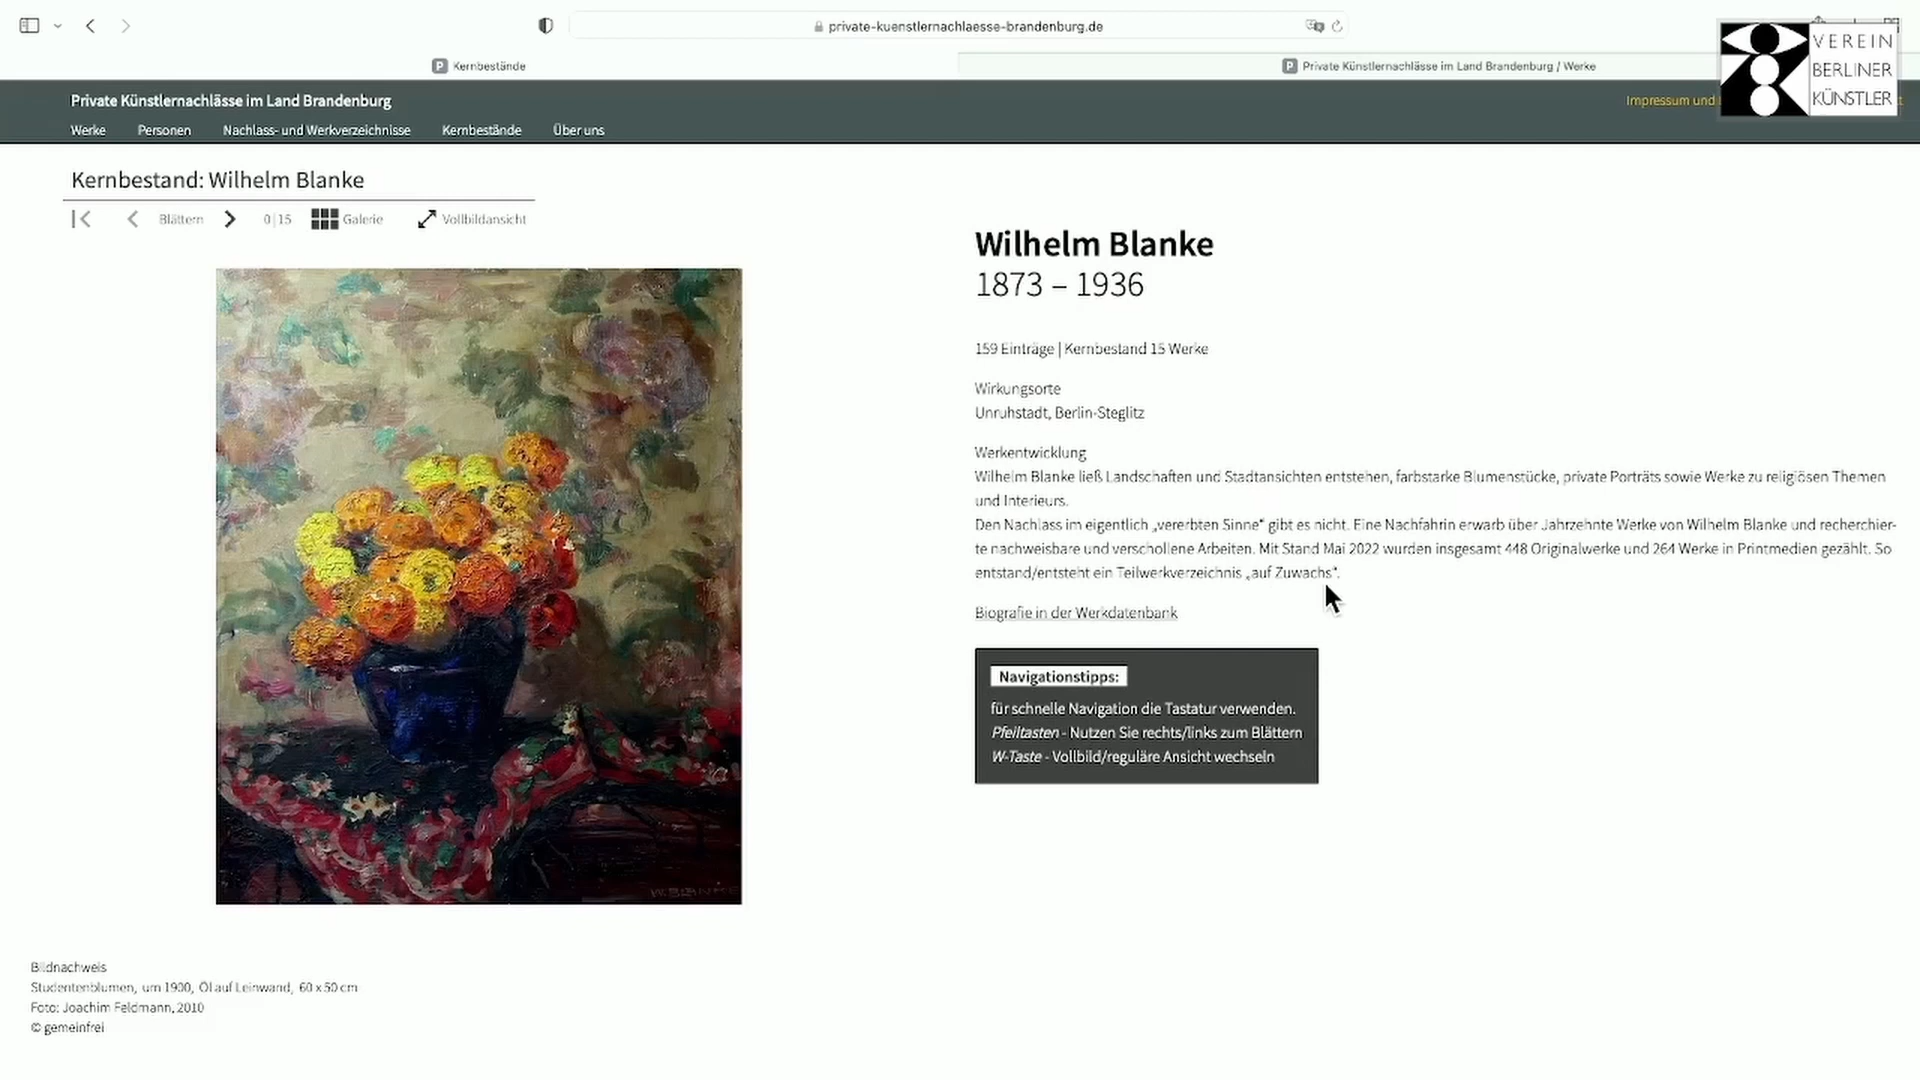 private-kuenstlernachlaesse-brandenburg.de
P Kernbestände
P Private Künstlernachlässe im Land Brandenburg / Werke
VEREIN
BERLINER
KÜNSTLER
Private Künstlernachlässe im Land Brandenburg
Impressum und
Werke Personen Nachlass- und Werkverzeichnisse Kernbestände Über uns
Kernbestand: Wilhelm Blanke
Blättern 0|15 Galerie Vollbildansicht
Wilhelm Blanke
1873 – 1936
159 Einträge | Kernbestand 15 Werke
Wirkungsorte
Unruhstadt, Berlin-Steglitz
Werkentwicklung
Wilhelm Blanke ließ Landschaften und Stadtansichten entstehen, farbstarke Blumenstücke, private Porträts sowie Werke zu religiösen Themen
und Interieurs.
Den Nachlass im eigentlich „vererbten Sinne“ gibt es nicht. Eine Nachfahrin erwarb über Jahrzehnte Werke von Wilhelm Blanke und recherchier-
te nachweisbare und verschollene Arbeiten. Mit Stand Mai 2022 wurden insgesamt 448 Originalwerke und 264 Werke in Printmedien gezählt. So
entstand/entsteht ein Teilwerkverzeichnis „auf Zuwachs“.
Biografie in der Werkdatenbank
Navigationstipps:
für schnelle Navigation die Tastatur verwenden.
Pfeiltasten - Nutzen Sie rechts/links zum Blättern
W-Taste - Vollbild/reguläre Ansicht wechseln
W. BLANKE
Bildnachweis
Studentenblumen, um 1900, Öl auf Leinwand, 60 x 50 cm
Foto: Joachim Feldmann, 2010
© gemeinfrei